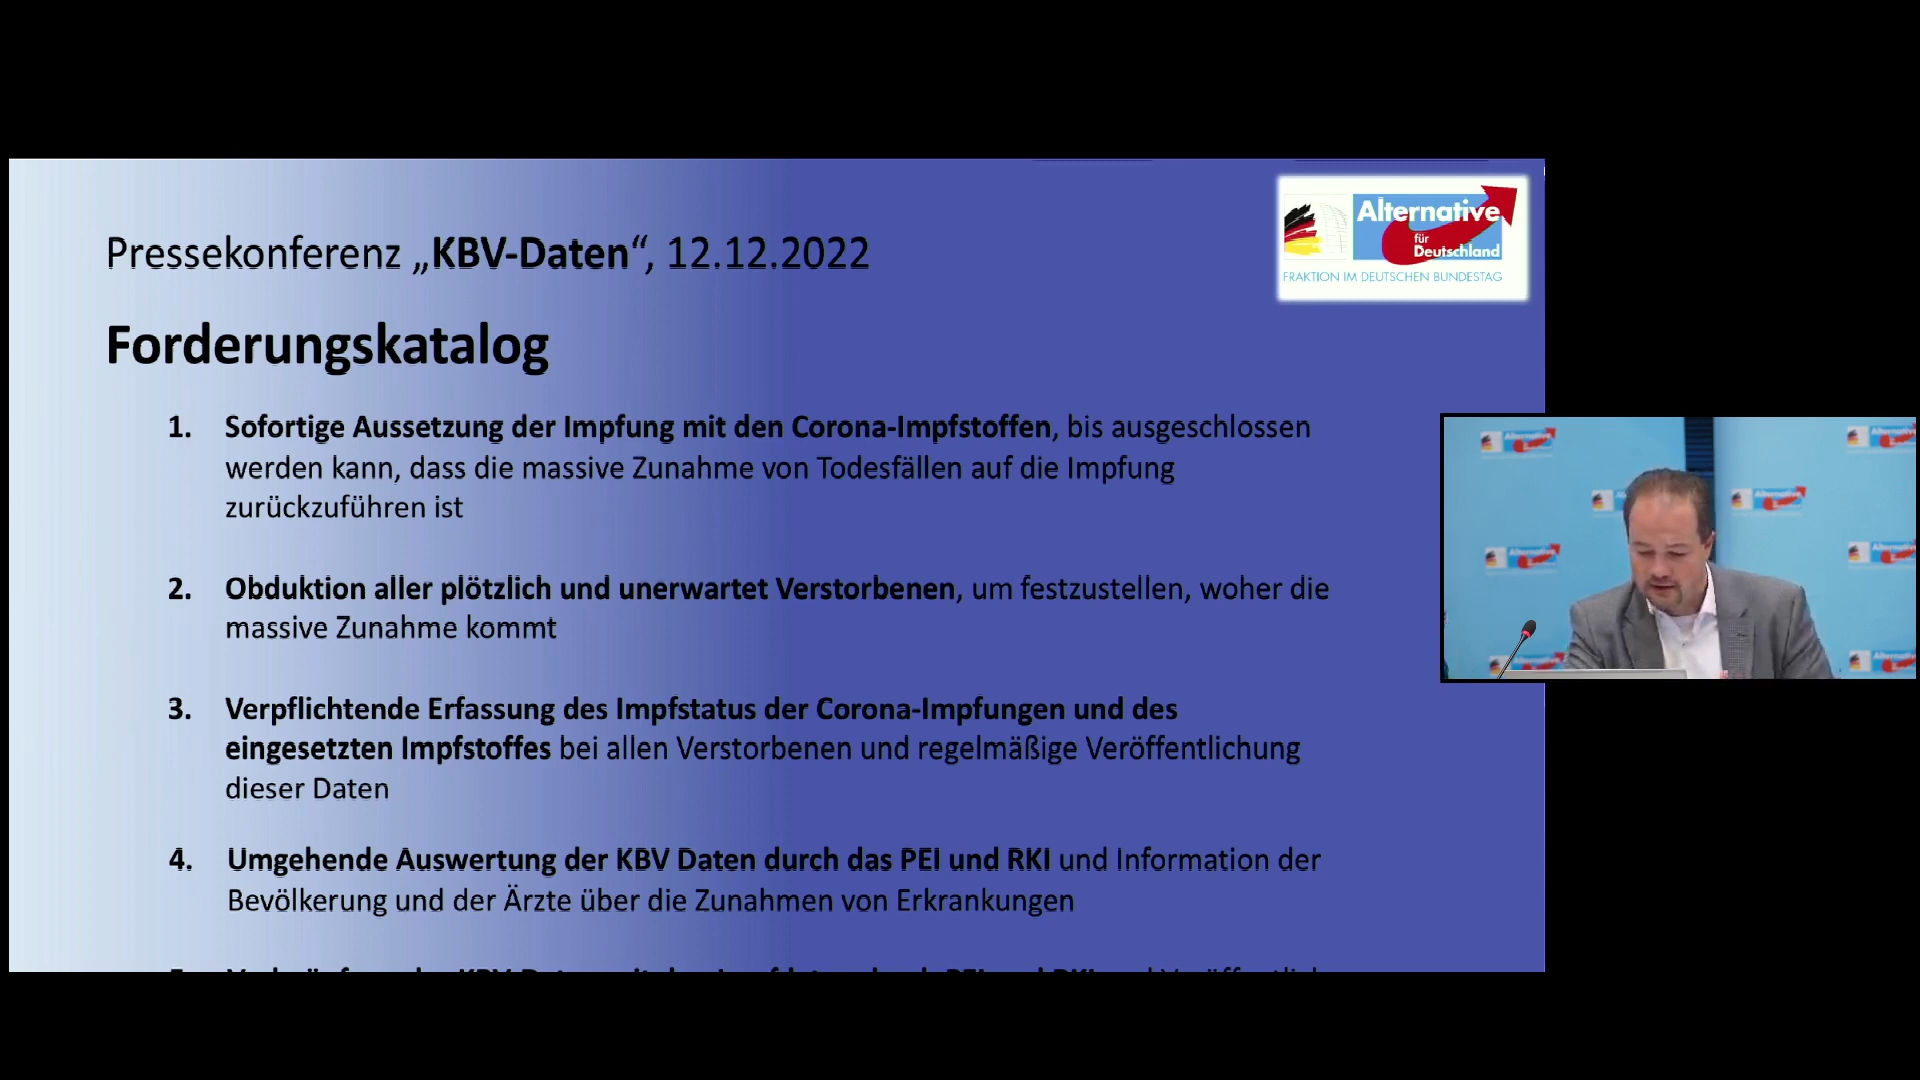 Pressekonferenz „KBV-Daten“, 12.12.2022
Alternative
für
Deutschland
FRAKTION IM DEUTSCHEN BUNDESTAG
Forderungskatalog
1. Sofortige Aussetzung der Impfung mit den Corona-Impfstoffen, bis ausgeschlossen
werden kann, dass die massive Zunahme von Todesfällen auf die Impfung
zurückzuführen ist
2. Obduktion aller plötzlich und unerwartet Verstorbenen, um festzustellen, woher die
massive Zunahme kommt
3. Verpflichtende Erfassung des Impfstatus der Corona-Impfungen und des
eingesetzten Impfstoffes bei allen Verstorbenen und regelmäßige Veröffentlichung
dieser Daten
4. Umgehende Auswertung der KBV Daten durch das PEI und RKI und Information der
Bevölkerung und der Ärzte über die Zunahmen von Erkrankungen